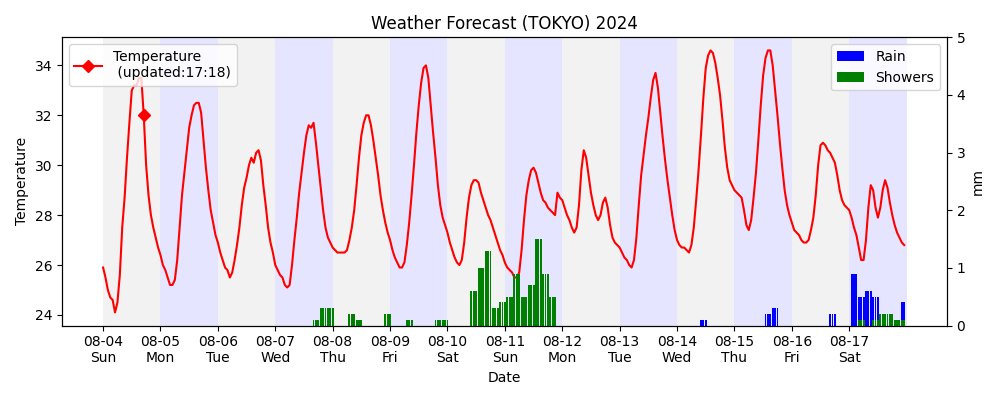 Weather Forecast (TOKYO) 2024
Temperature
(updated:17:18)
Rain
Showers
Temperature
34
32
30
28
26
24
5
4
3
2
1
0
mm
08-04 08-05 08-06 08-07 08-08 08-09 08-10 08-11 08-12 08-13 08-14 08-15 08-16 08-17
Sun Mon Tue Wed Thu Fri Sat Sun Mon Tue Wed Thu Fri Sat
Date